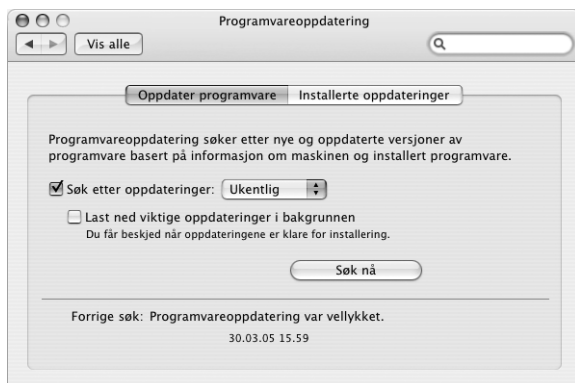 Programvareoppdatering
Vis alle
Oppdater programvare
Installerte oppdateringer
Programvareoppdatering søker etter nye og oppdaterte versjoner av
programvare basert på informasjon om maskinen og installert programvare.
Søk etter oppdateringer: Ukentlig
Last ned viktige oppdateringer i bakgrunnen
Du får beskjed når oppdateringene er klare for installering.
Søk nå
Forrige søk: Programvareoppdatering var vellykket.
30.03.05 15.59